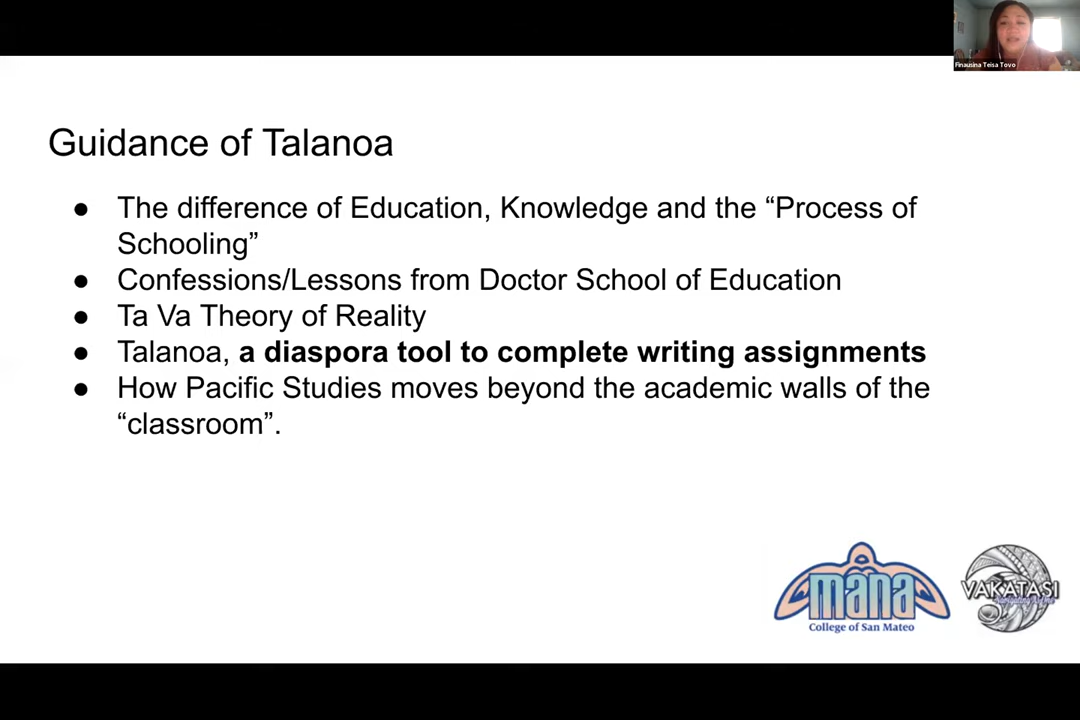 Finausina Teisa Tovo
Guidance of Talanoa
● The difference of Education, Knowledge and the “Process of
Schooling”
● Confessions/Lessons from Doctor School of Education
● Ta Va Theory of Reality
● Talanoa, a diaspora tool to complete writing assignments
● How Pacific Studies moves beyond the academic walls of the
“classroom”.
mana
College of San Mateo
VAKATASI